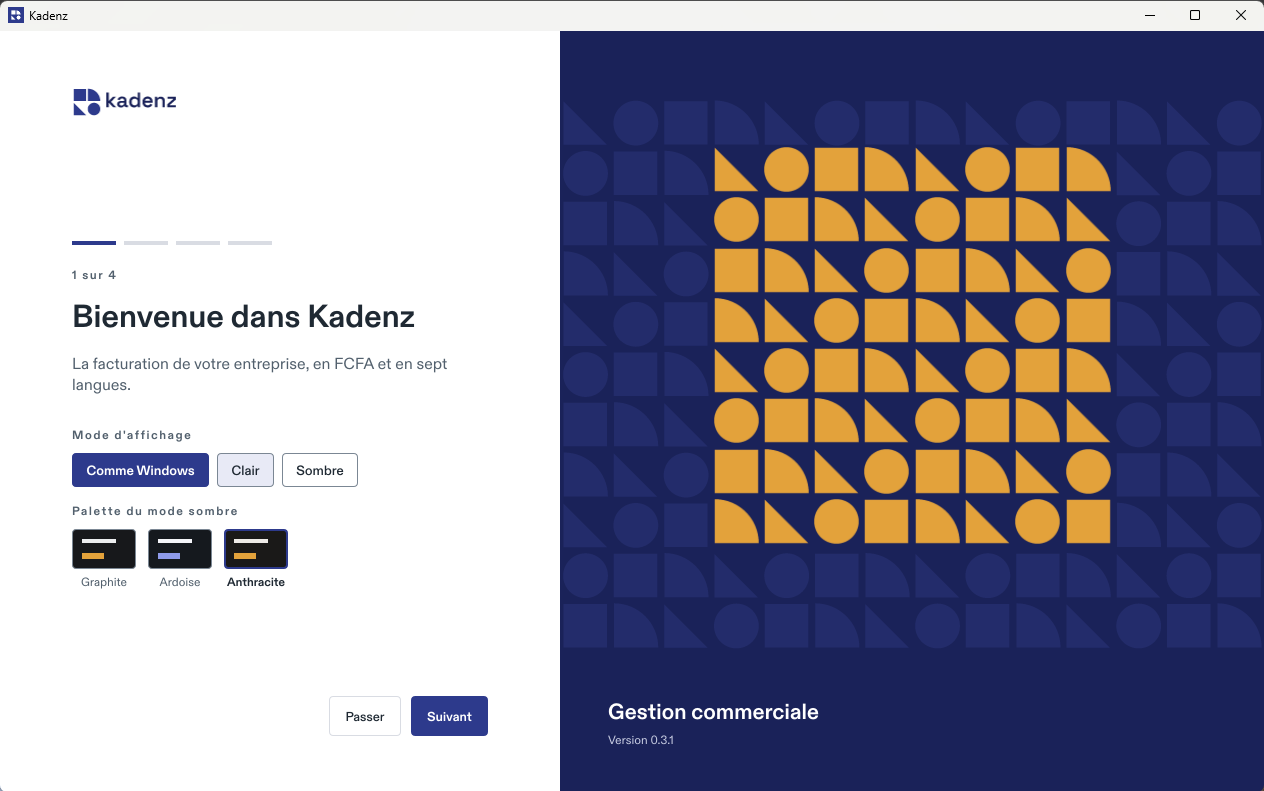 Kadenz
kadenz
1 sur 4
Bienvenue dans Kadenz
La facturation de votre entreprise, en FCFA et en sept
langues.
Mode d'affichage
Comme Windows Clair Sombre
Palette du mode sombre
Graphite Ardoise Anthracite
Passer Suivant
Gestion commerciale
Version 0.3.1